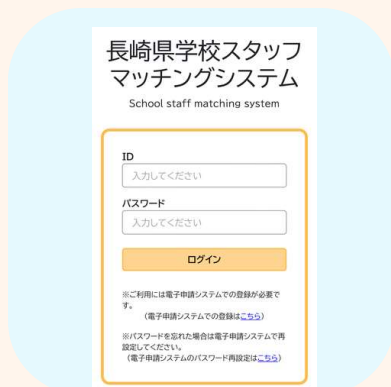 長崎県学校スタッフ
マッチングシステム
School staff matching system
ID
入力してください
パスワード
入力してください
ログイン
※ご利用には電子申請システムでの登録が必要で
す。
（電子申請システムでの登録はこちら）
※パスワードを忘れた場合は電子申請システムで再
設定してください。
（電子申請システムのパスワード再設定はこちら）